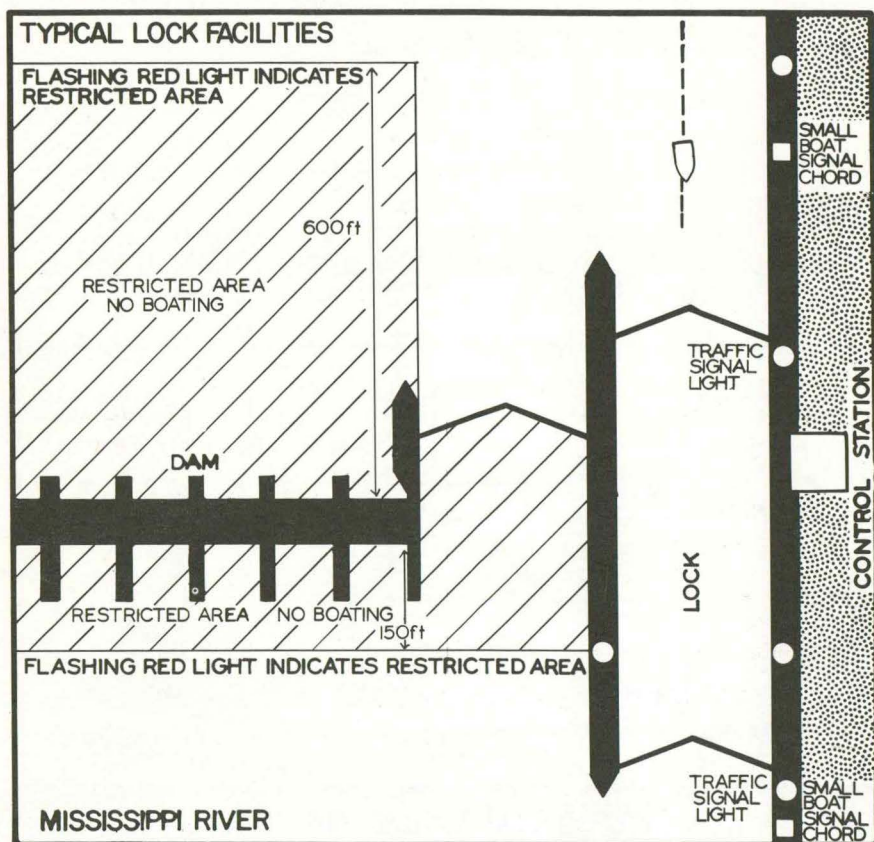 TYPICAL LOCK FACILITIES
FLASHING RED LIGHT INDICATES
RESTRICTED AREA
600ft
RESTRICTED AREA
NO BOATING
DAM
RESTRICTED AREA NO BOATING
150ft
FLASHING RED LIGHT INDICATES RESTRICTED AREA
MISSISSIPPI RIVER
SMALL
BOAT
SIGNAL
CHORD
TRAFFIC
SIGNAL
LIGHT
CONTROL STATION
LOCK
TRAFFIC
SIGNAL
LIGHT
SMALL
BOAT
SIGNAL
CHORD